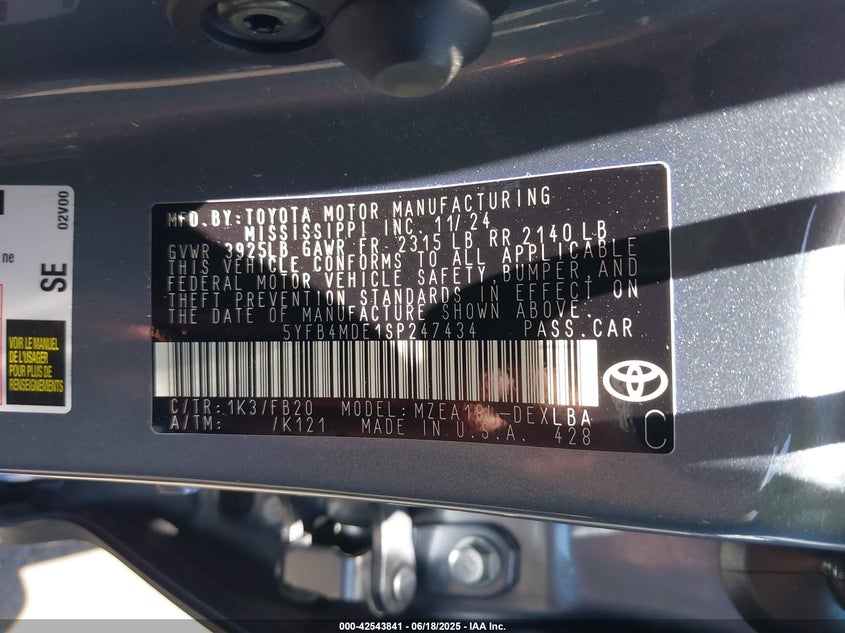 MFD. BY: TOYOTA MOTOR MANUFACTURING
MISSISSIPPI, INC. 11/24
GVWR 3925LB GAWR FR 2315 LB RR 2140 LB
THIS VEHICLE CONFORMS TO ALL APPLICABLE
FEDERAL MOTOR VEHICLE SAFETY, BUMPER, AND
THEFT PREVENTION STANDARDS IN EFFECT ON
THE DATE OF MANUFACTURE SHOWN ABOVE.
5YFB4MDE1SP247434 PASS. CAR
C/TR: 1K3/FB20 MODEL: MZEA18L-DEXLBA
A/TM: /K121 MADE IN U.S.A. 428
C
ne
SE
02V00
VOIR LE MANUEL
DE L'USAGER
POUR PLUS DE
RENSEIGNEMENTS
000-42543841 / 06/18/2025 - IAA Inc.